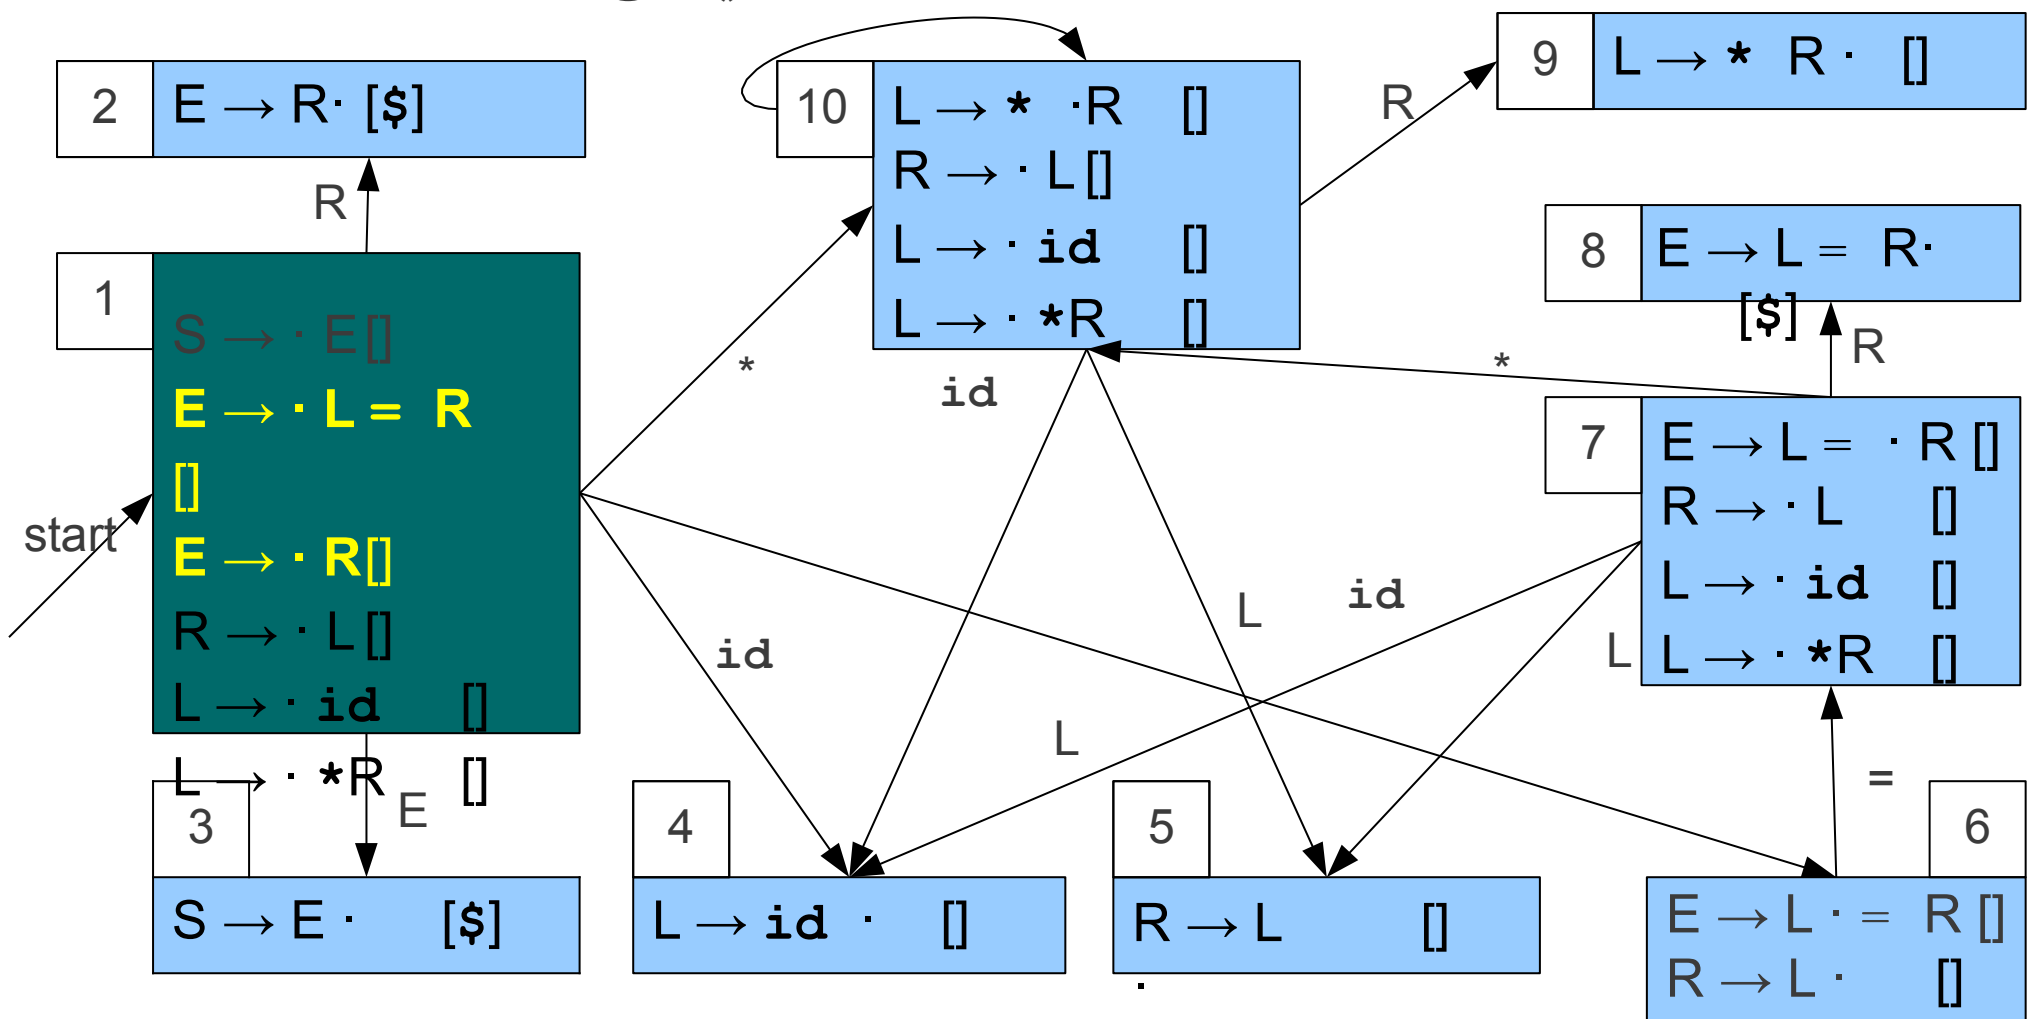 2
E → R· [$]
R
1
S → · E[]
E → · L = R
[]
E → · R[]
R → · L[]
L → · id []
L → · *R []
start
E
3
S → E · [$]
10
L → * ·R []
R → · L[]
L → · id []
L → · *R []
R
9
L → * R · []
8
E → L = R·
[$]
R
*
id
*
7
E → L = · R []
R → · L []
L → · id []
L → · *R []
id
L
id
L
L
=
4
L → id · []
5
R → L []
·
6
E → L · = R []
R → L · []